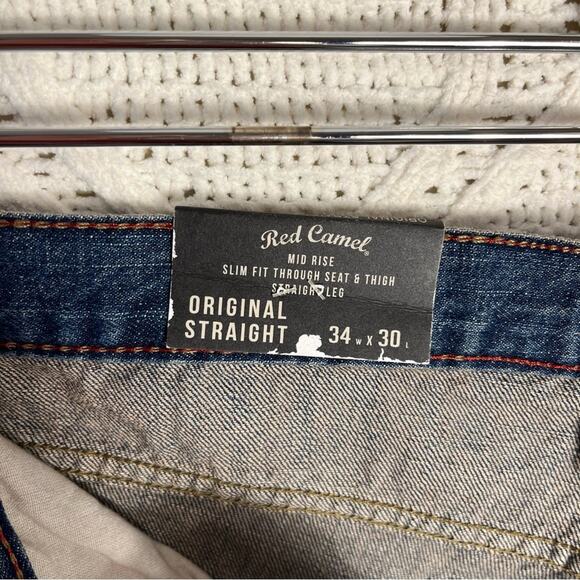 Red Camel®
MID RISE
SLIM FIT THROUGH SEAT & THIGH
STRAIGHT LEG
ORIGINAL
STRAIGHT
34 W X 30 L